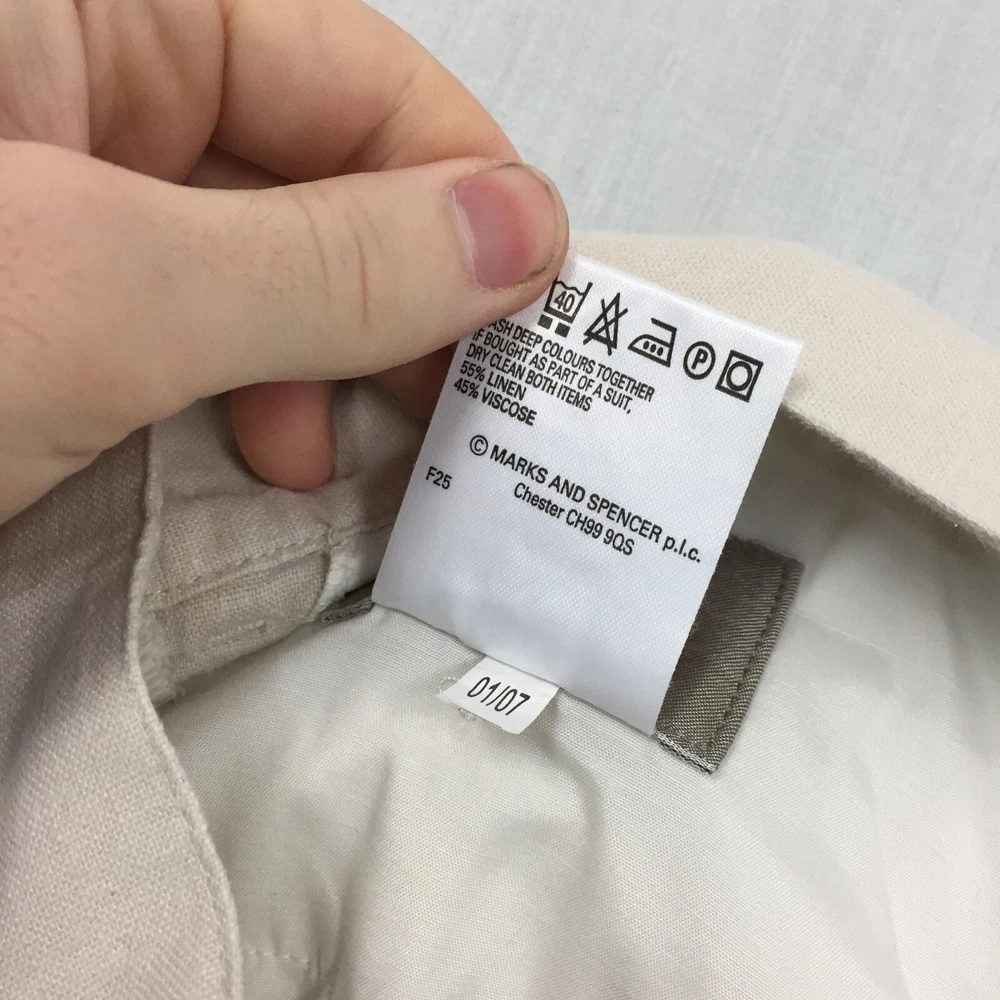 40
P
DEEP COLOURS TOGETHER
IF BOUGHT AS PART OF A SUIT,
DRY CLEAN BOTH ITEMS
55% LINEN
45% VISCOSE
© MARKS AND SPENCER p.l.c.
Chester CH99 9QS
F25
01/07